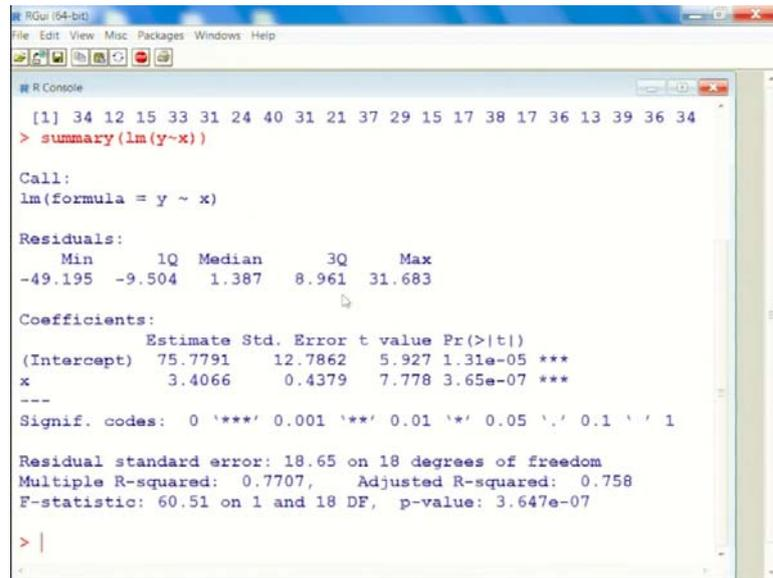 RGui (64-bit)
File Edit View Misc Packages Windows Help
R Console
[1] 34 12 15 33 31 24 40 31 21 37 29 15 17 38 17 36 13 39 36 34
> summary(lm(y~x))
Call:
lm(formula = y ~ x)
Residuals:
Min 1Q Median 3Q Max
-49.195 -9.504 1.387 8.961 31.683
Coefficients:
Estimate Std. Error t value Pr(>|t|)
(Intercept) 75.7791 12.7862 5.927 1.31e-05 ***
x 3.4066 0.4379 7.778 3.65e-07 ***
---
Signif. codes: 0 '***' 0.001 '**' 0.01 '*' 0.05 '.' 0.1 ' ' 1
Residual standard error: 18.65 on 18 degrees of freedom
Multiple R-squared: 0.7707, Adjusted R-squared: 0.758
F-statistic: 60.51 on 1 and 18 DF, p-value: 3.647e-07
>